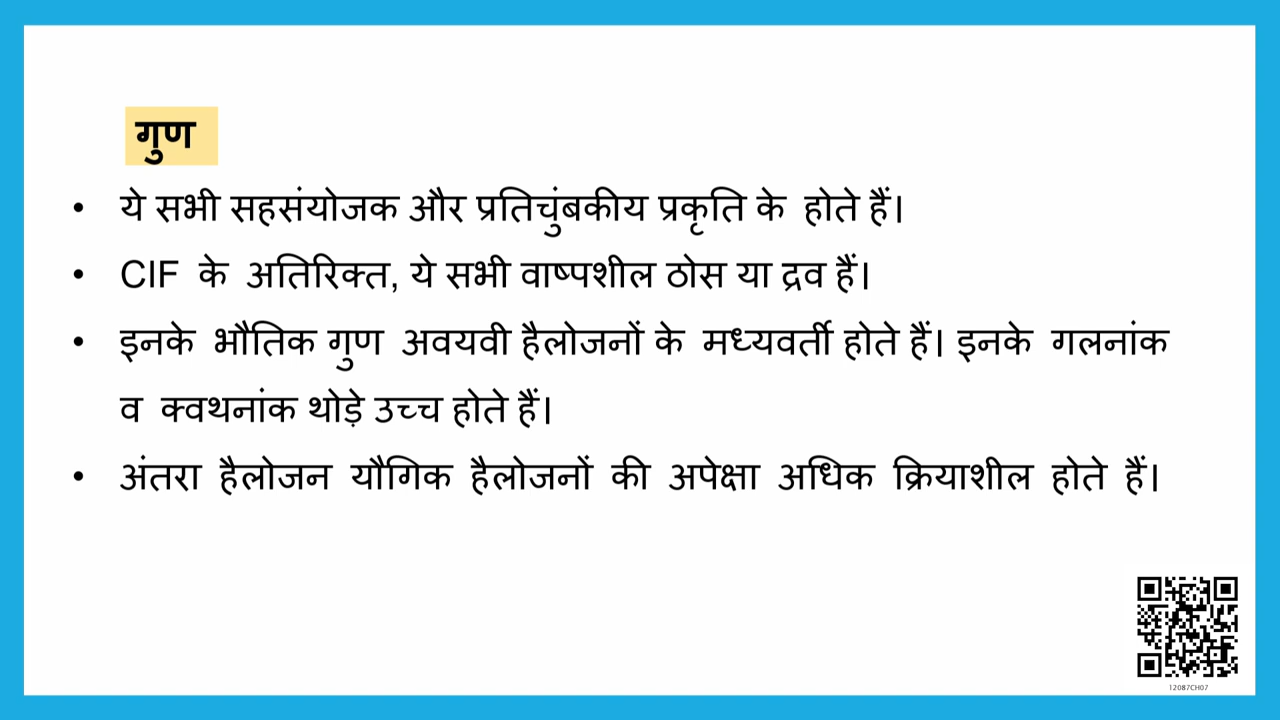 गुण
• ये सभी सहसंयोजक और प्रतिचुंबकीय प्रकृति के होते हैं।
• CIF के अतिरिक्त, ये सभी वाष्पशील ठोस या द्रव हैं।
• इनके भौतिक गुण अवयवी हैलोजनों के मध्यवर्ती होते हैं। इनके गलनांक
व क्वथनांक थोड़े उच्च होते हैं।
• अंतरा हैलोजन यौगिक हैलोजनों की अपेक्षा अधिक क्रियाशील होते हैं।
12087CH07